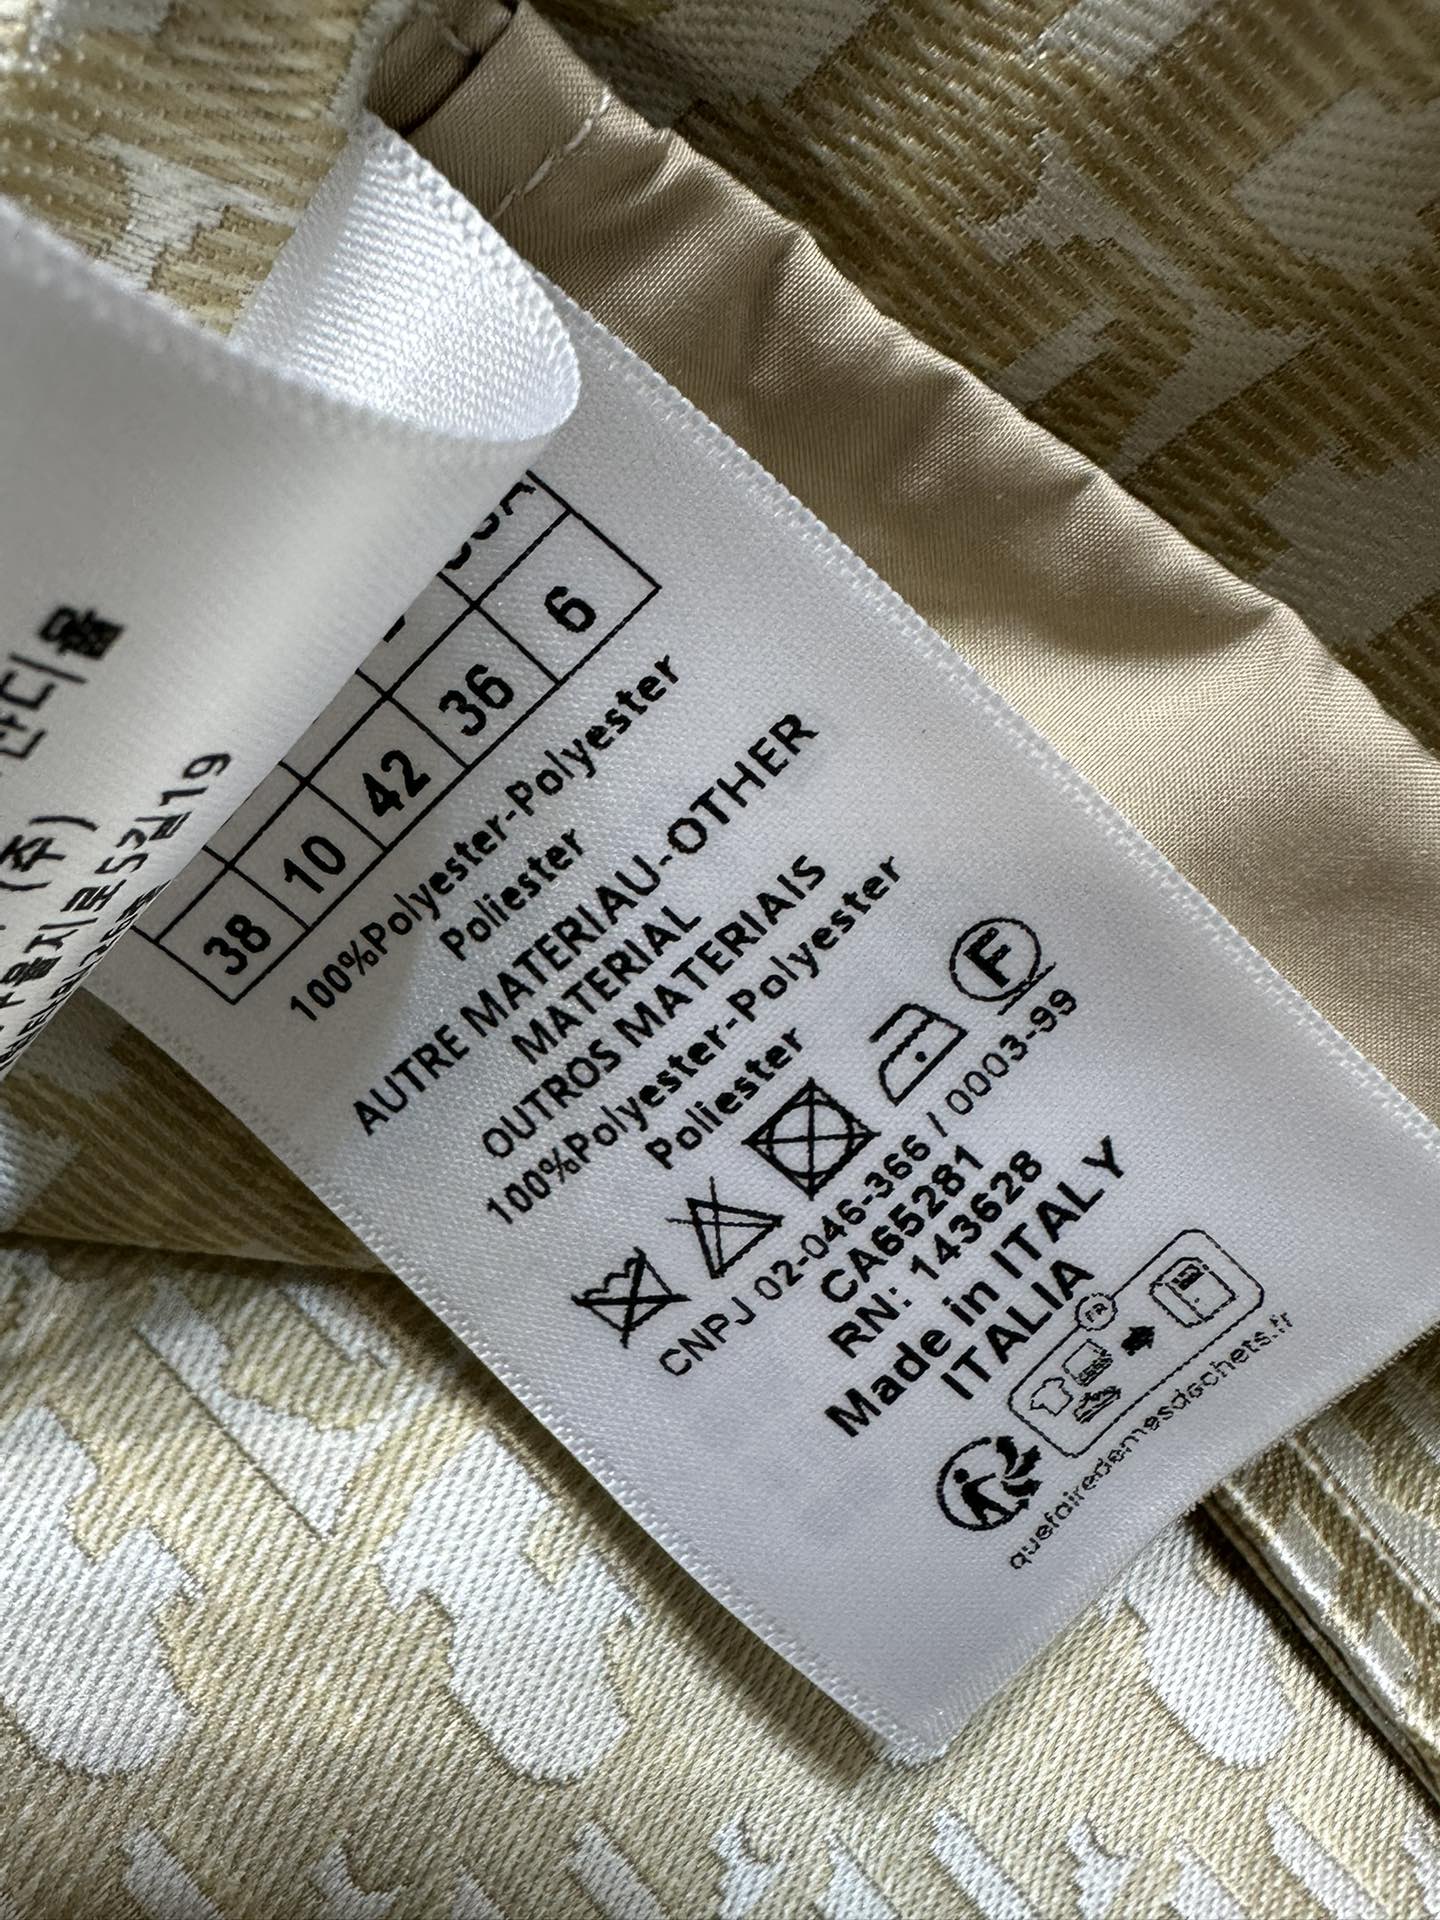 38 10 42 36 6
100%Polyester-Polyester
Poliester
AUTRE MATERIAU-OTHER
MATERIAL
OUTROS MATERIAIS
100%Polyester-Polyester
Poliester
F
CNPJ 02-046-366 / 0003-99
CA65281
RN: 143628
Made in ITALY
ITALIA
FR
quefairedemesdechets.fr
(주)
19